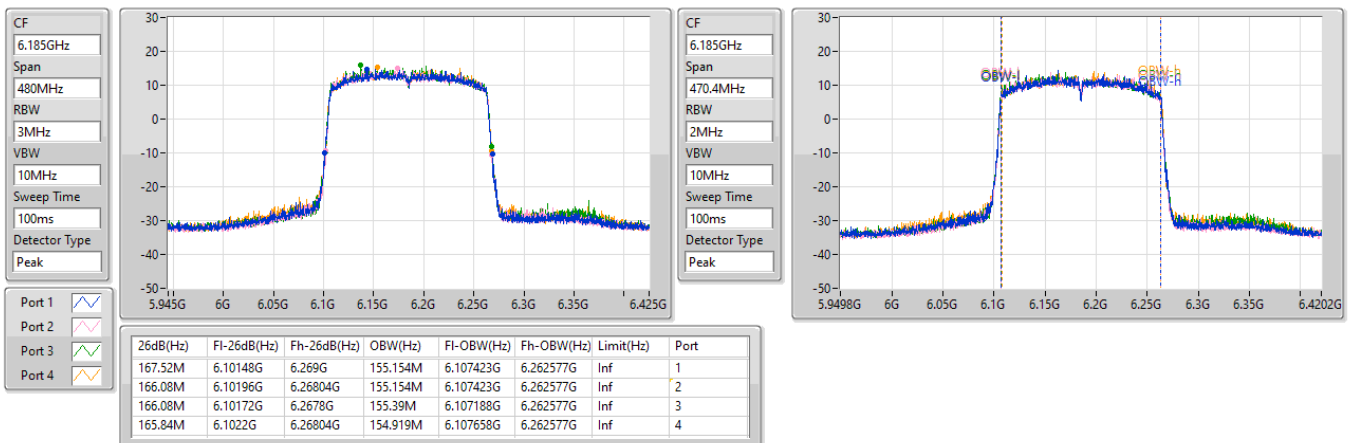 CF
6.185GHz
Span
480MHz
RBW
3MHz
VBW
10MHz
Sweep Time
100ms
Detector Type
Peak
30
20
10
0
-10
-20
-30
-40
-50
5.945G 6G 6.05G 6.1G 6.15G 6.2G 6.25G 6.3G 6.35G 6.425G
CF
6.185GHz
Span
470.4MHz
RBW
2MHz
VBW
10MHz
Sweep Time
100ms
Detector Type
Peak
30
20
10
0
-10
-20
-30
-40
-50
OBW-l
OBW-h
OBW-h
5.9498G 6G 6.05G 6.1G 6.15G 6.2G 6.25G 6.3G 6.35G 6.4202G
Port 1
Port 2
Port 3
Port 4
26dB(Hz) Fl-26dB(Hz) Fh-26dB(Hz) OBW(Hz) Fl-OBW(Hz) Fh-OBW(Hz) Limit(Hz) Port
167.52M 6.10148G 6.269G 155.154M 6.107423G 6.262577G Inf 1
166.08M 6.10196G 6.26804G 155.154M 6.107423G 6.262577G Inf 2
166.08M 6.10172G 6.2678G 155.39M 6.107188G 6.262577G Inf 3
165.84M 6.1022G 6.26804G 154.919M 6.107658G 6.262577G Inf 4